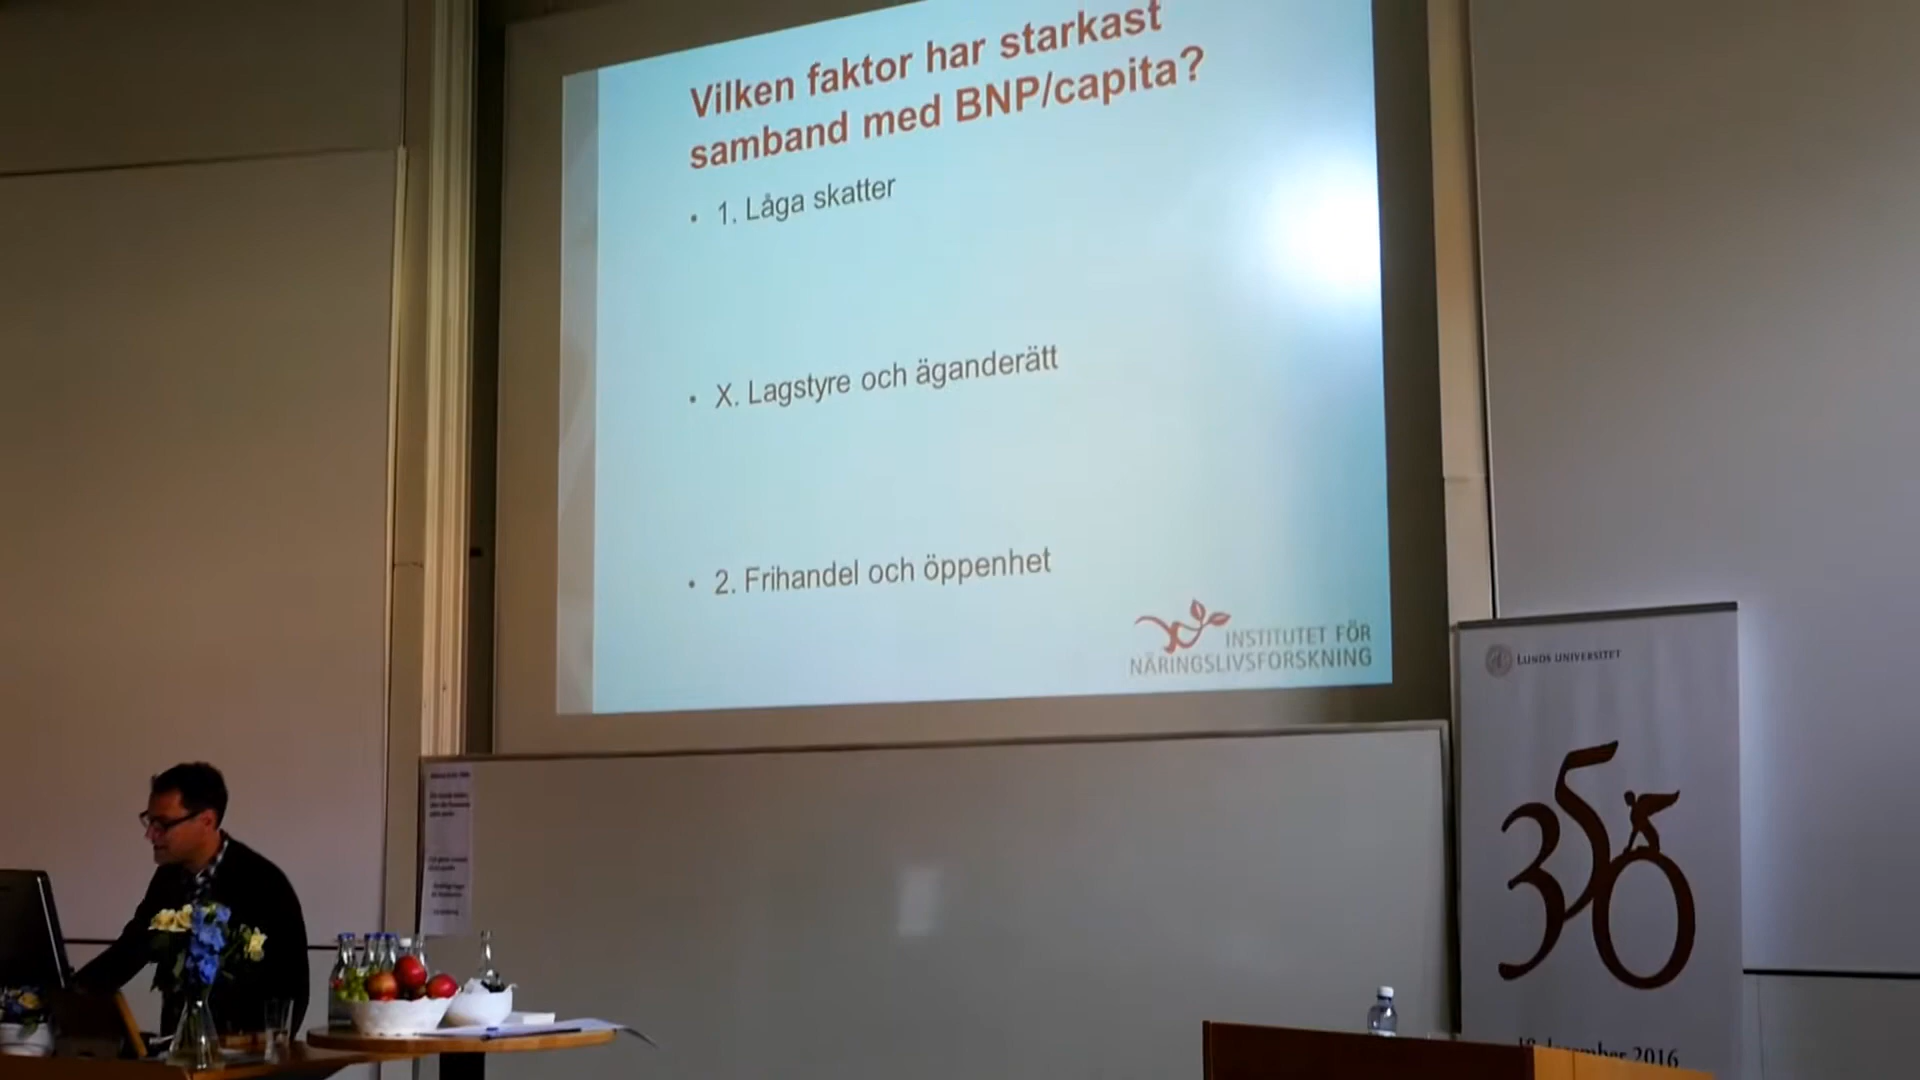 Vilken faktor har starkast
samband med BNP/capita?
• 1. Låga skatter
• X. Lagstyre och äganderätt
• 2. Frihandel och öppenhet
INSTITUTET FÖR
NÄRINGSLIVSFORSKNING
LUNDS UNIVERSITET
350
2016